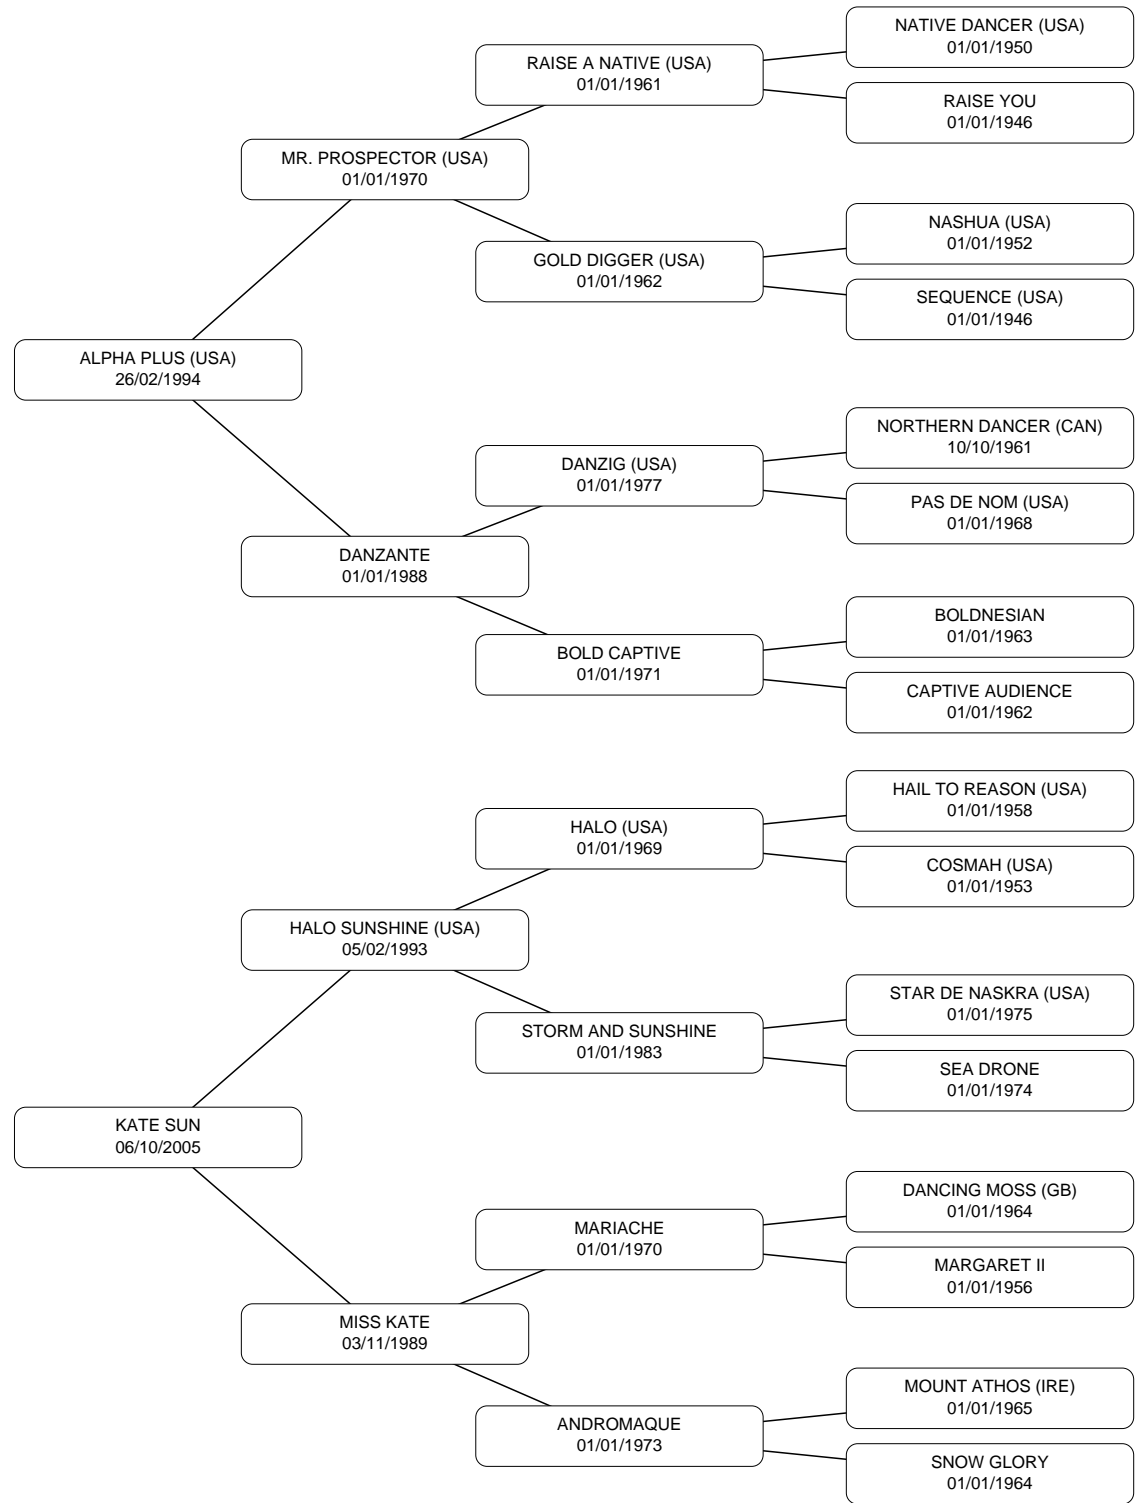 NATIVE DANCER (USA)
01/01/1950
RAISE A NATIVE (USA)
01/01/1961
RAISE YOU
01/01/1946
MR. PROSPECTOR (USA)
01/01/1970
NASHUA (USA)
01/01/1952
GOLD DIGGER (USA)
01/01/1962
SEQUENCE (USA)
01/01/1946
ALPHA PLUS (USA)
26/02/1994
NORTHERN DANCER (CAN)
10/10/1961
DANZIG (USA)
01/01/1977
PAS DE NOM (USA)
01/01/1968
DANZANTE
01/01/1988
BOLDNESIAN
01/01/1963
BOLD CAPTIVE
01/01/1971
CAPTIVE AUDIENCE
01/01/1962
HAIL TO REASON (USA)
01/01/1958
HALO (USA)
01/01/1969
COSMAH (USA)
01/01/1953
HALO SUNSHINE (USA)
05/02/1993
STAR DE NASKRA (USA)
01/01/1975
STORM AND SUNSHINE
01/01/1983
SEA DRONE
01/01/1974
KATE SUN
06/10/2005
DANCING MOSS (GB)
01/01/1964
MARIACHE
01/01/1970
MARGARET II
01/01/1956
MISS KATE
03/11/1989
MOUNT ATHOS (IRE)
01/01/1965
ANDROMAQUE
01/01/1973
SNOW GLORY
01/01/1964